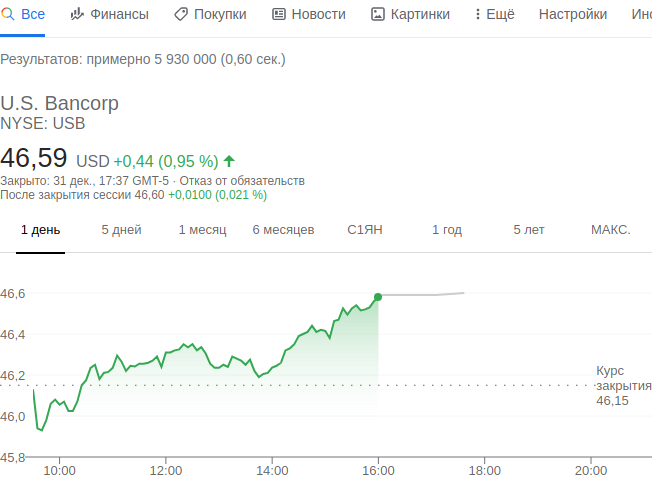 Все Финансы Покупки Новости Картинки Ещё Настройки Инс
Результатов: примерно 5 930 000 (0,60 сек.)
U.S. Bancorp
NYSE: USB
46,59 USD +0,44 (0,95 %)
Закрыто: 31 дек., 17:37 GMT-5 · Отказ от обязательств
После закрытия сессии 46,60 +0,0100 (0,021 %)
1 день 5 дней 1 месяц 6 месяцев С1ЯН 1 год 5 лет МАКС.
46,6
46,4
46,2
46,0
45,8
Курс
закрытия
46,15
10:00 12:00 14:00 16:00 18:00 20:00